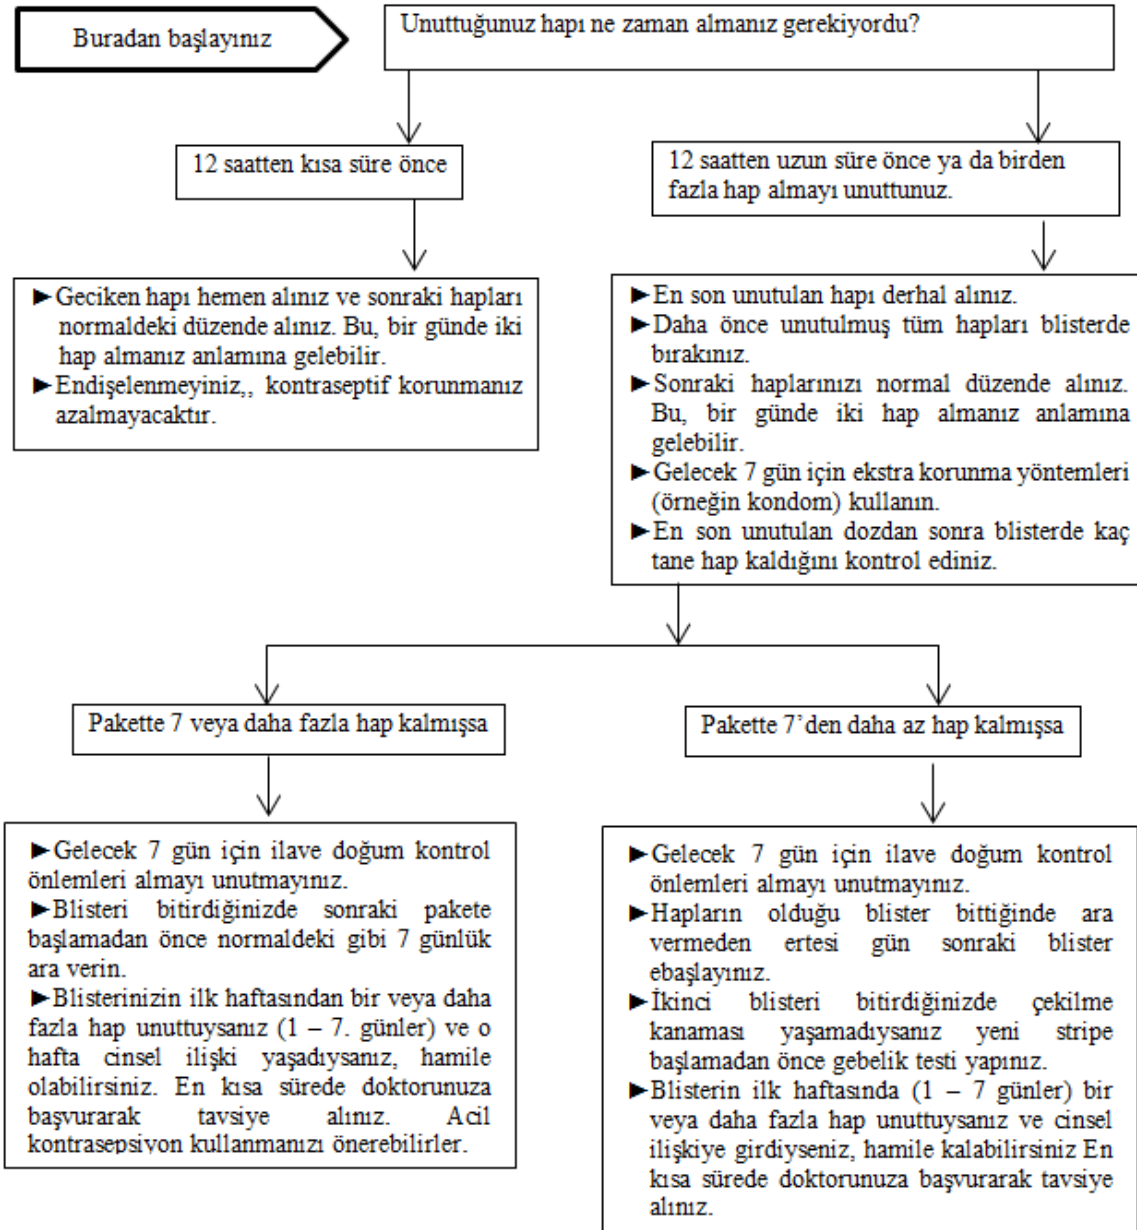 Buradan başlayınız
Unuttuğunuz hapı ne zaman almanız gerekiyordu?
12 saatten kısa süre önce
12 saatten uzun süre önce ya da birden
fazla hap almayı unuttunuz.
►Geciken hapı hemen alınız ve sonraki hapları
normaldeki düzende alınız. Bu, bir günde iki
hap almanız anlamına gelebilir.
►Endişelenmeyiniz,, kontraseptif korunmanız
azalmayacaktır.
►En son unutulan hapı derhal alınız.
►Daha önce unutulmuş tüm hapları blisterde
bırakınız.
►Sonraki haplarınızı normal düzende alınız.
Bu, bir günde iki hap almanız anlamına
gelebilir.
►Gelecek 7 gün için ekstra korunma yöntemleri
(örneğin kondom) kullanın.
►En son unutulan dozdan sonra blisterde kaç
tane hap kaldığını kontrol ediniz.
Pakette 7 veya daha fazla hap kalmışsa
Pakette 7’den daha az hap kalmışsa
►Gelecek 7 gün için ilave doğum kontrol
önlemleri almayı unutmayınız.
►Blisteri bitirdiğinizde sonraki pakete
başlamadan önce normaldeki gibi 7 günlük
ara verin.
►Blisterinizin ilk haftasından bir veya daha
fazla hap unuttuysanız (1 – 7. günler) ve o
hafta cinsel ilişki yaşadıysanız, hamile
olabilirsiniz. En kısa sürede doktorunuza
başvurarak tavsiye alınız. Acil
kontrasepsiyon kullanmanızı önerebilirler.
►Gelecek 7 gün için ilave doğum kontrol
önlemleri almayı unutmayınız.
►Hapların olduğu blister bittiğinde ara
vermeden ertesi gün sonraki blister
ebaşlayınız.
►İkinci blisteri bitirdiğinizde çekilme
kanaması yaşamadıysanız yeni stripe
başlamadan önce gebelik testi yapınız.
►Blisterin ilk haftasında (1 – 7 günler) bir
veya daha fazla hap unuttuysanız ve cinsel
ilişkiye girdiyseniz, hamile kalabilirsiniz En
kısa sürede doktorunuza başvurarak tavsiye
alınız.